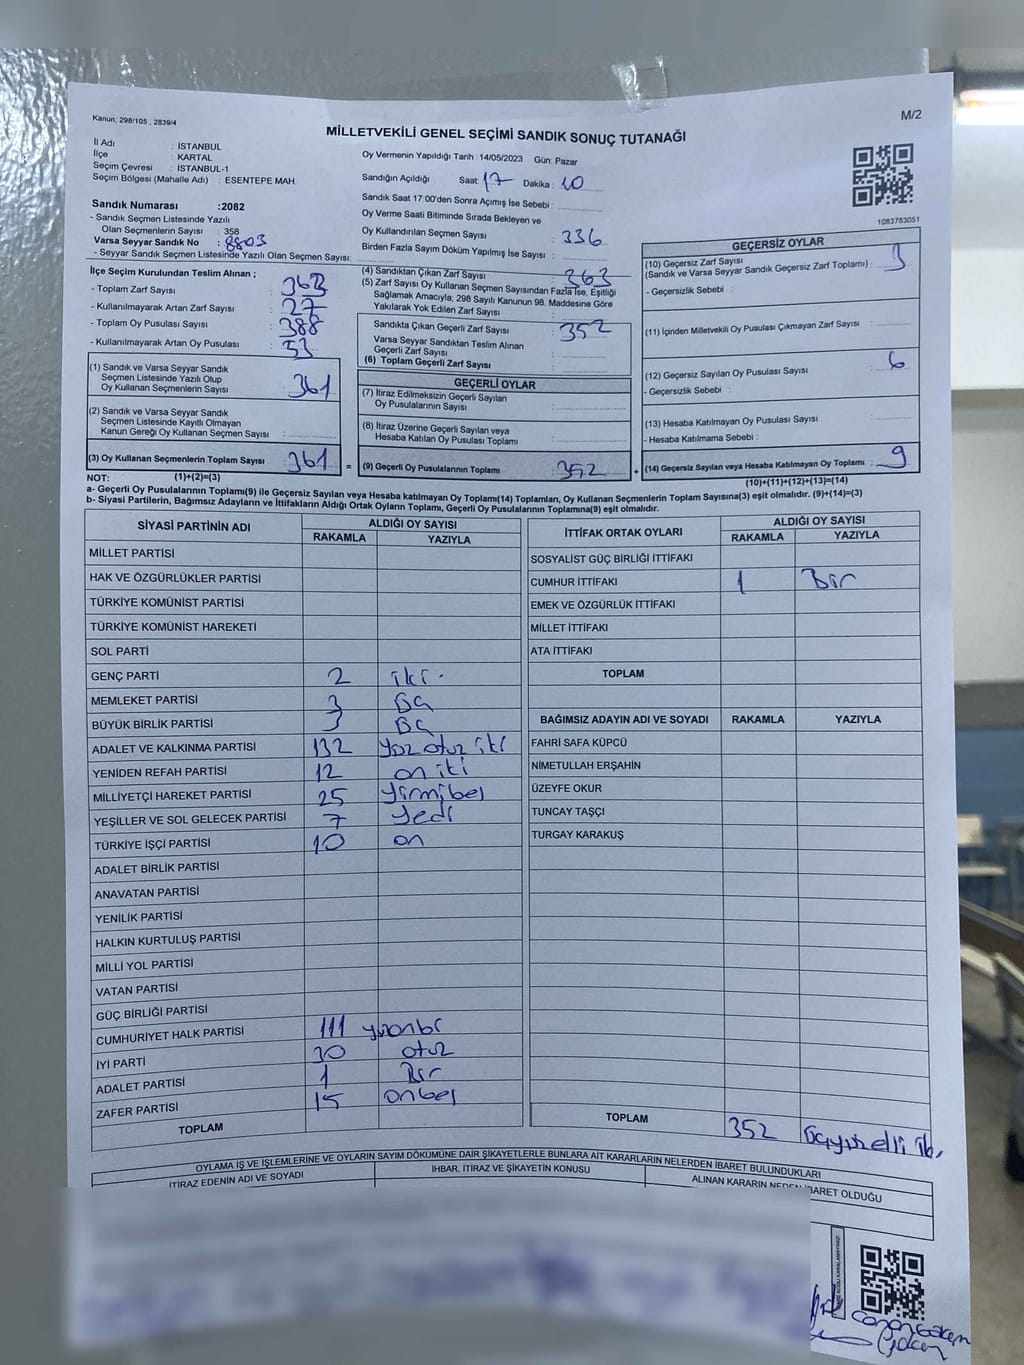 Kanun, 298/105 , 2839/4
M/2
MİLLETVEKİLİ GENEL SEÇİMİ SANDIK SONUÇ TUTANAĞI
İl Adı : İSTANBUL
İlçe : KARTAL
Seçim Çevresi : İSTANBUL-1
Seçim Bölgesi (Mahalle Adı) : ESENTEPE MAH.
Oy Vermenin Yapıldığı Tarih : 14/05/2023 Gün: Pazar
Sandığın Açıldığı Saat: 17 Dakika : 10
Sandık Saat 17:00'den Sonra Açımış İse Sebebi :
Oy Verme Saati Bitiminde Sırada Bekleyen ve
Oy Kullandırılan Seçmen Sayısı : 336
Birden Fazla Sayım Döküm Yapılmış İse Sayısı :
1083783051
Sandık Numarası :2082
- Sandık Seçmen Listesinde Yazılı
Olan Seçmenlerin Sayısı : 358
Varsa Seyyar Sandık No : 8803
- Seyyar Sandık Seçmen Listesinde Yazılı Olan Seçmen Sayısı:
İlçe Seçim Kurulundan Teslim Alınan ;
- Toplam Zarf Sayısı : 363
- Kullanılmayarak Artan Zarf Sayısı : 27
- Toplam Oy Pusulası Sayısı : 388
- Kullanılmayarak Artan Oy Pusulası : 53
(1) Sandık ve Varsa Seyyar Sandık
Seçmen Listesinde Yazılı Olup
Oy Kullanan Seçmenlerin Sayısı : 361
(2) Sandık ve Varsa Seyyar Sandık
Seçmen Listesinde Kayıtlı Olmayan
Kanun Gereği Oy Kullanan Seçmen Sayısı :
(3) Oy Kullanan Seçmenlerin Toplam Sayısı : 361
(1)+(2)=(3)
(4) Sandıktan Çıkan Zarf Sayısı : 363
(5) Zarf Sayısı Oy Kullanan Seçmen Sayısından Fazla İse, Eşitliği
Sağlamak Amacıyla; 298 Sayılı Kanunun 98. Maddesine Göre
Yakılarak Yok Edilen Zarf Sayısı :
Sandıkta Çıkan Geçerli Zarf Sayısı : 352
Varsa Seyyar Sandıktan Teslim Alınan
Geçerli Zarf Sayısı :
(6) Toplam Geçerli Zarf Sayısı :
GEÇERLİ OYLAR
(7) İtiraz Edilmeksizin Geçerli Sayılan
Oy Pusulalarının Sayısı :
(8) İtiraz Üzerine Geçerli Sayılan veya
Hesaba Katılan Oy Pusulası Toplamı :
= (9) Geçerli Oy Pusulalarının Toplamı : 352
GEÇERSİZ OYLAR
(10) Geçersiz Zarf Sayısı
(Sandık ve Varsa Seyyar Sandık Geçersiz Zarf Toplamı) : 3
- Geçersizlik Sebebi :
(11) İçinden Milletvekili Oy Pusulası Çıkmayan Zarf Sayısı :
(12) Geçersiz Sayılan Oy Pusulası Sayısı : 6
- Geçersizlik Sebebi :
(13) Hesaba Katılmayan Oy Pusulası Sayısı :
- Hesaba Katılmama Sebebi :
+ (14) Geçersiz Sayılan veya Hesaba Katılmayan Oy Toplamı : 9
(10)+(11)+(12)+(13)=(14)
NOT:
a- Geçerli Oy Pusulalarının Toplamı(9) ile Geçersiz Sayılan veya Hesaba katılmayan Oy Toplamı(14) Toplamları, Oy Kullanan Seçmenlerin Toplam Sayısına(3) eşit olmalıdır. (9)+(14)=(3)
b- Siyasi Partilerin, Bağımsız Adayların ve İttifakların Aldığı Ortak Oyların Toplamı, Geçerli Oy Pusulalarının Toplamına(9) eşit olmalıdır.
SİYASİ PARTİNİN ADI ALDIĞI OY SAYISI
RAKAMLA YAZIYLA
MİLLET PARTİSİ
HAK VE ÖZGÜRLÜKLER PARTİSİ
TÜRKİYE KOMÜNİST PARTİSİ
TÜRKİYE KOMÜNİST HAREKETİ
SOL PARTİ
GENÇ PARTİ 2 iki
MEMLEKET PARTİSİ 3 üç
BÜYÜK BİRLİK PARTİSİ 3 üç
ADALET VE KALKINMA PARTİSİ 132 yüz otuz iki
YENİDEN REFAH PARTİSİ 12 on iki
MİLLİYETÇİ HAREKET PARTİSİ 25 yirmibeş
YEŞİLLER VE SOL GELECEK PARTİSİ 7 yedi
TÜRKİYE İŞÇİ PARTİSİ 10 on
ADALET BİRLİK PARTİSİ
ANAVATAN PARTİSİ
YENİLİK PARTİSİ
HALKIN KURTULUŞ PARTİSİ
MİLLİ YOL PARTİSİ
VATAN PARTİSİ
GÜÇ BİRLİĞİ PARTİSİ
CUMHURİYET HALK PARTİSİ 111
İYİ PARTİ 30 otuz
ADALET PARTİSİ 1 Bir
ZAFER PARTİSİ 15 onbeş
TOPLAM
İTTİFAK ORTAK OYLARI ALDIĞI OY SAYISI
RAKAMLA YAZIYLA
SOSYALİST GÜÇ BİRLİĞİ İTTİFAKI
CUMHUR İTTİFAKI 1 Bir
EMEK VE ÖZGÜRLÜK İTTİFAKI
MİLLET İTTİFAKI
ATA İTTİFAKI
TOPLAM
BAĞIMSIZ ADAYIN ADI VE SOYADI RAKAMLA YAZIYLA
FAHRİ SAFA KÜPCÜ
NİMETULLAH ERŞAHİN
ÜZEYFE OKUR
TUNCAY TAŞÇI
TURGAY KARAKUŞ
TOPLAM 352 üçyüz elli iki
OYLAMA İŞ VE İŞLEMLERİNE VE OYLARIN SAYIM DÖKÜMÜNE DAİR ŞİKAYETLERLE BUNLARA AİT KARARLARIN NELERDEN İBARET BULUNDUKLARI
İTİRAZ EDENİN ADI VE SOYADI İHBAR, İTİRAZ VE ŞİKAYETİN KONUSU ALINAN KARARIN NEDEN İBARET OLDUĞU